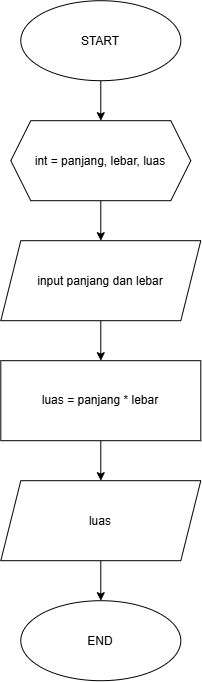 START
int = panjang, lebar, luas
input panjang dan lebar
luas = panjang * lebar
luas
END